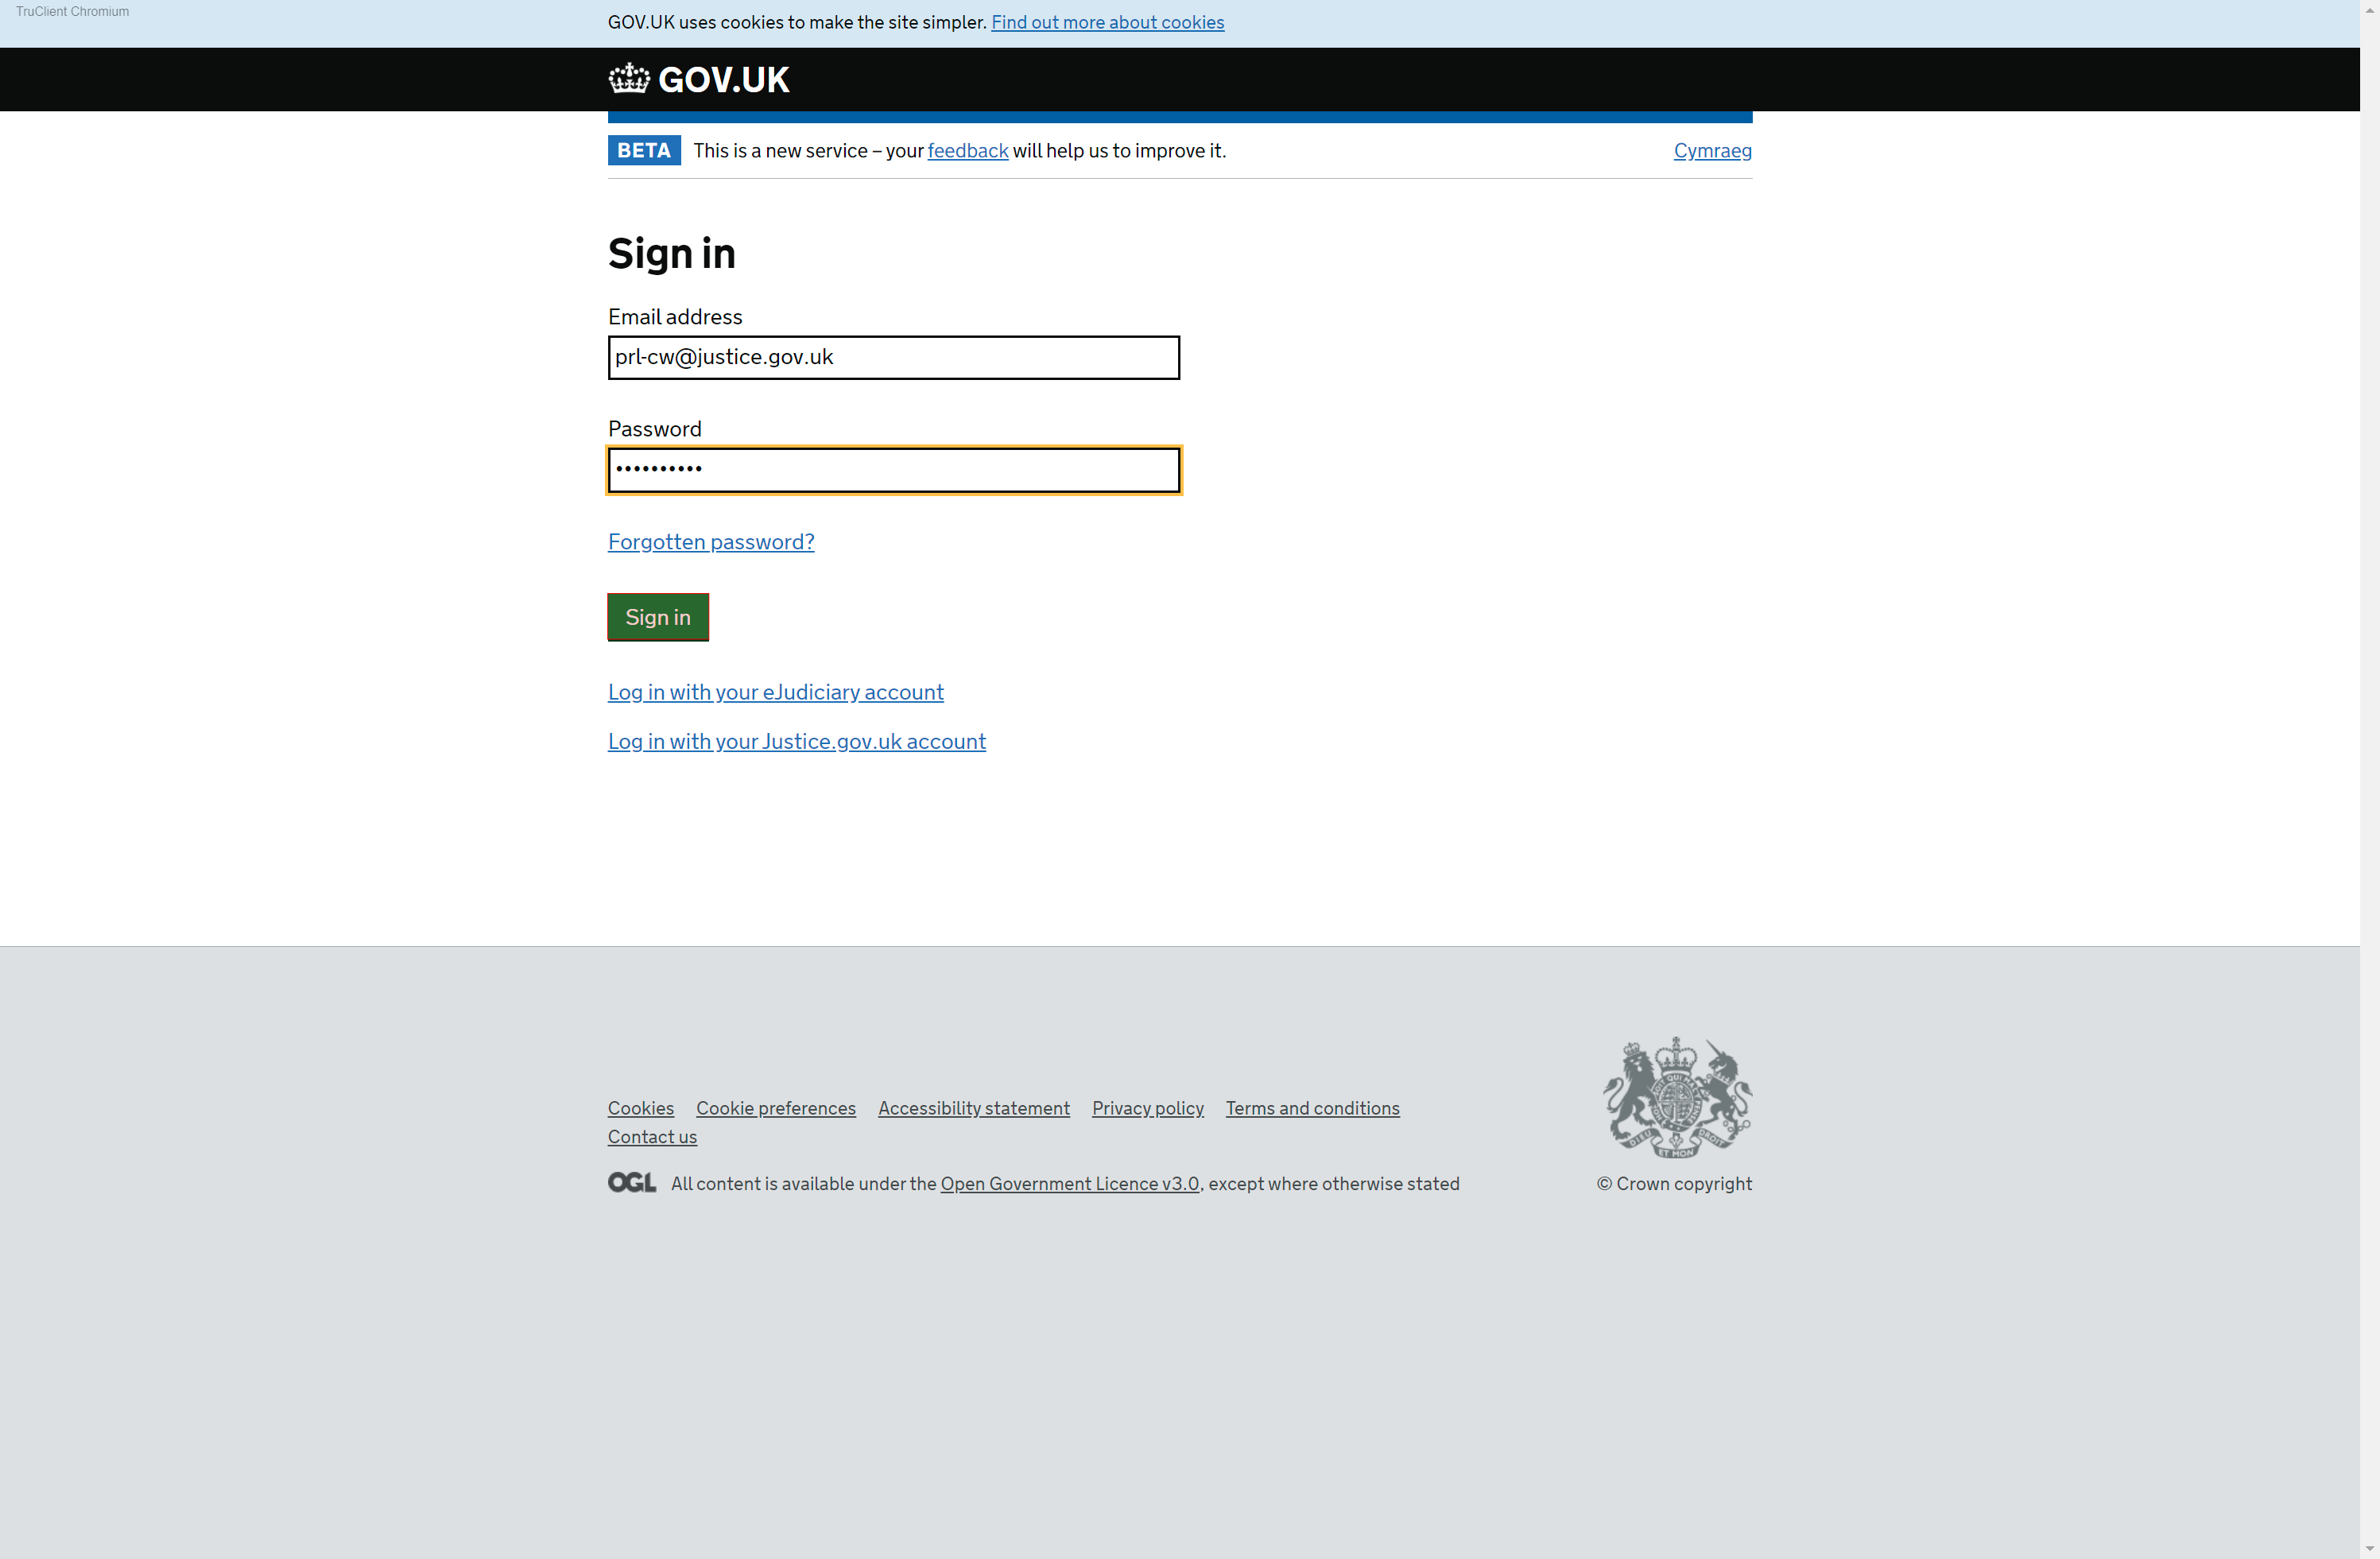 TruClient Chromium
GOV.UK uses cookies to make the site simpler. Find out more about cookies
GOV.UK
BETA This is a new service – your feedback will help us to improve it. Cymraeg
Sign in
Email address
prl-cw@justice.gov.uk
Password
••••••••••
Forgotten password?
Sign in
Log in with your eJudiciary account
Log in with your Justice.gov.uk account
Cookies Cookie preferences Accessibility statement Privacy policy Terms and conditions
Contact us
OGL All content is available under the Open Government Licence v3.0, except where otherwise stated
© Crown copyright
DIEU ET MON DROIT